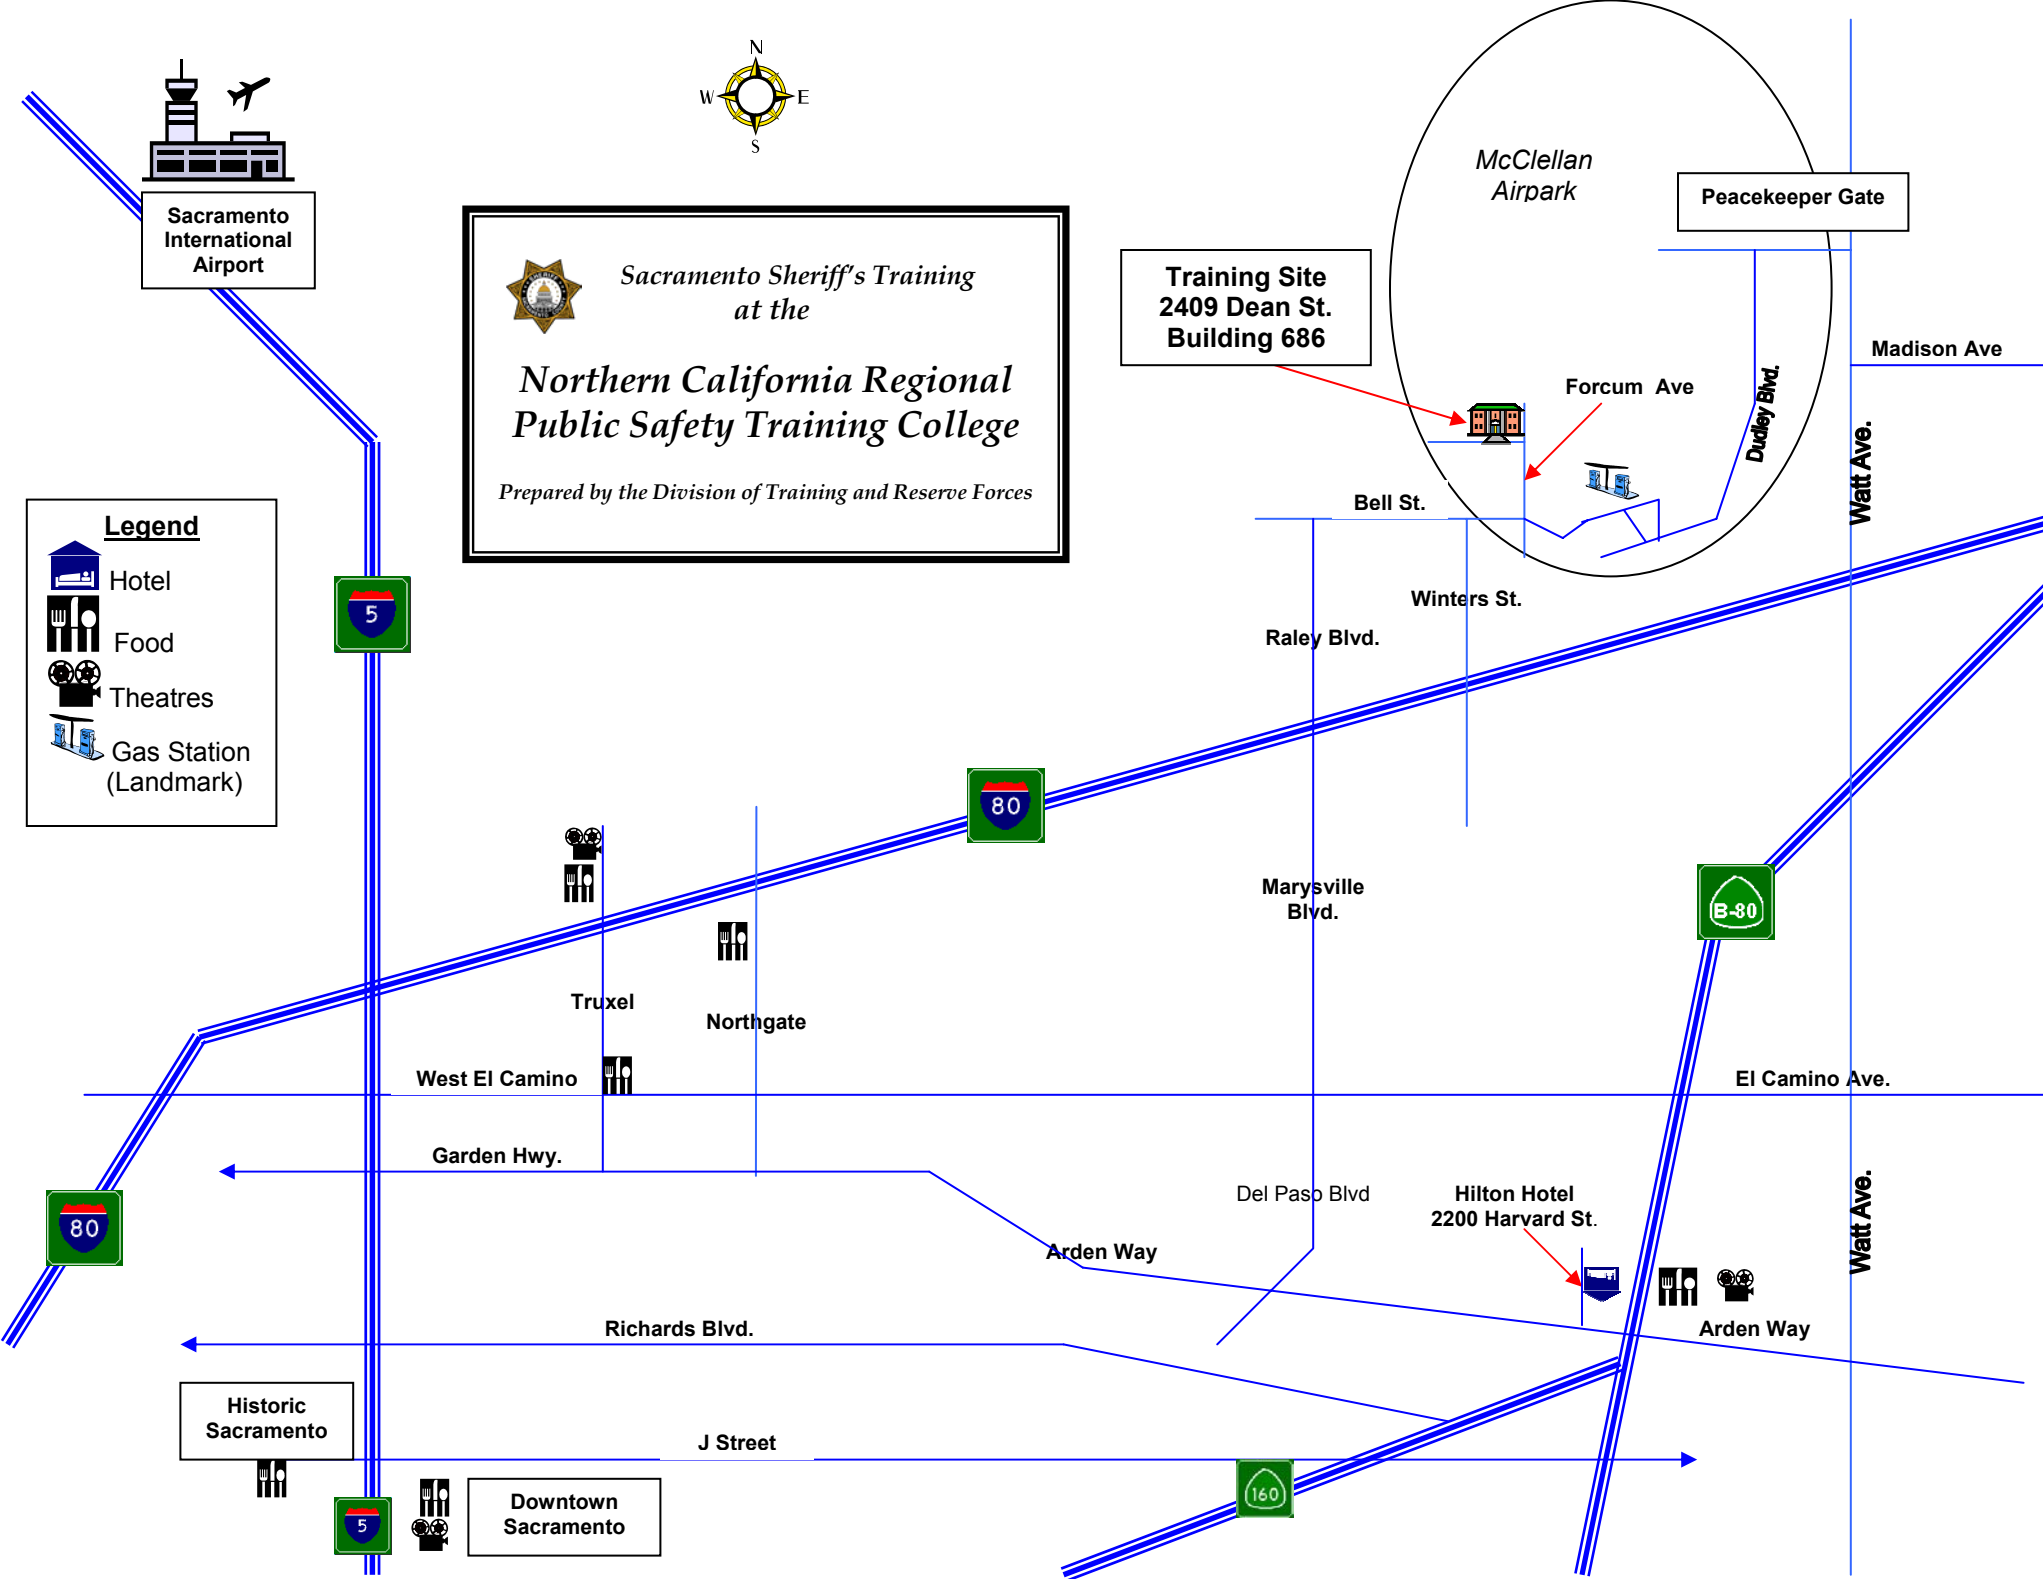 N
W
E
S
Sacramento
International
Airport
McClellan
Airpark
Peacekeeper Gate
Sacramento Sheriff's Training
at the
Northern California Regional
Public Safety Training College
Prepared by the Division of Training and Reserve Forces
Training Site
2409 Dean St.
Building 686
Madison Ave
Forcum  Ave
Dudley Blvd.
Watt Ave.
Bell St.
Legend
Hotel
Food
Theatres
Gas Station
(Landmark)
5
Winters St.
Raley Blvd.
80
Marysville
Blvd.
B-80
Truxel
Northgate
West El Camino
El Camino Ave.
Garden Hwy.
80
Del Paso Blvd
Hilton Hotel
2200 Harvard St.
Watt Ave.
Arden Way
Richards Blvd.
Arden Way
Historic
Sacramento
J Street
160
5
Downtown
Sacramento